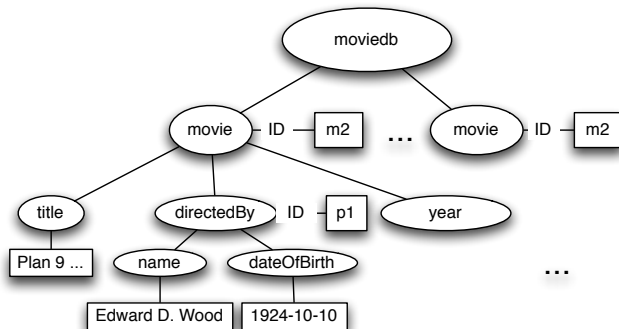 moviedb
movie ID m2 ... movie ID m2
title directedBy ID p1 year
Plan 9 ... name dateOfBirth ...
Edward D. Wood 1924-10-10